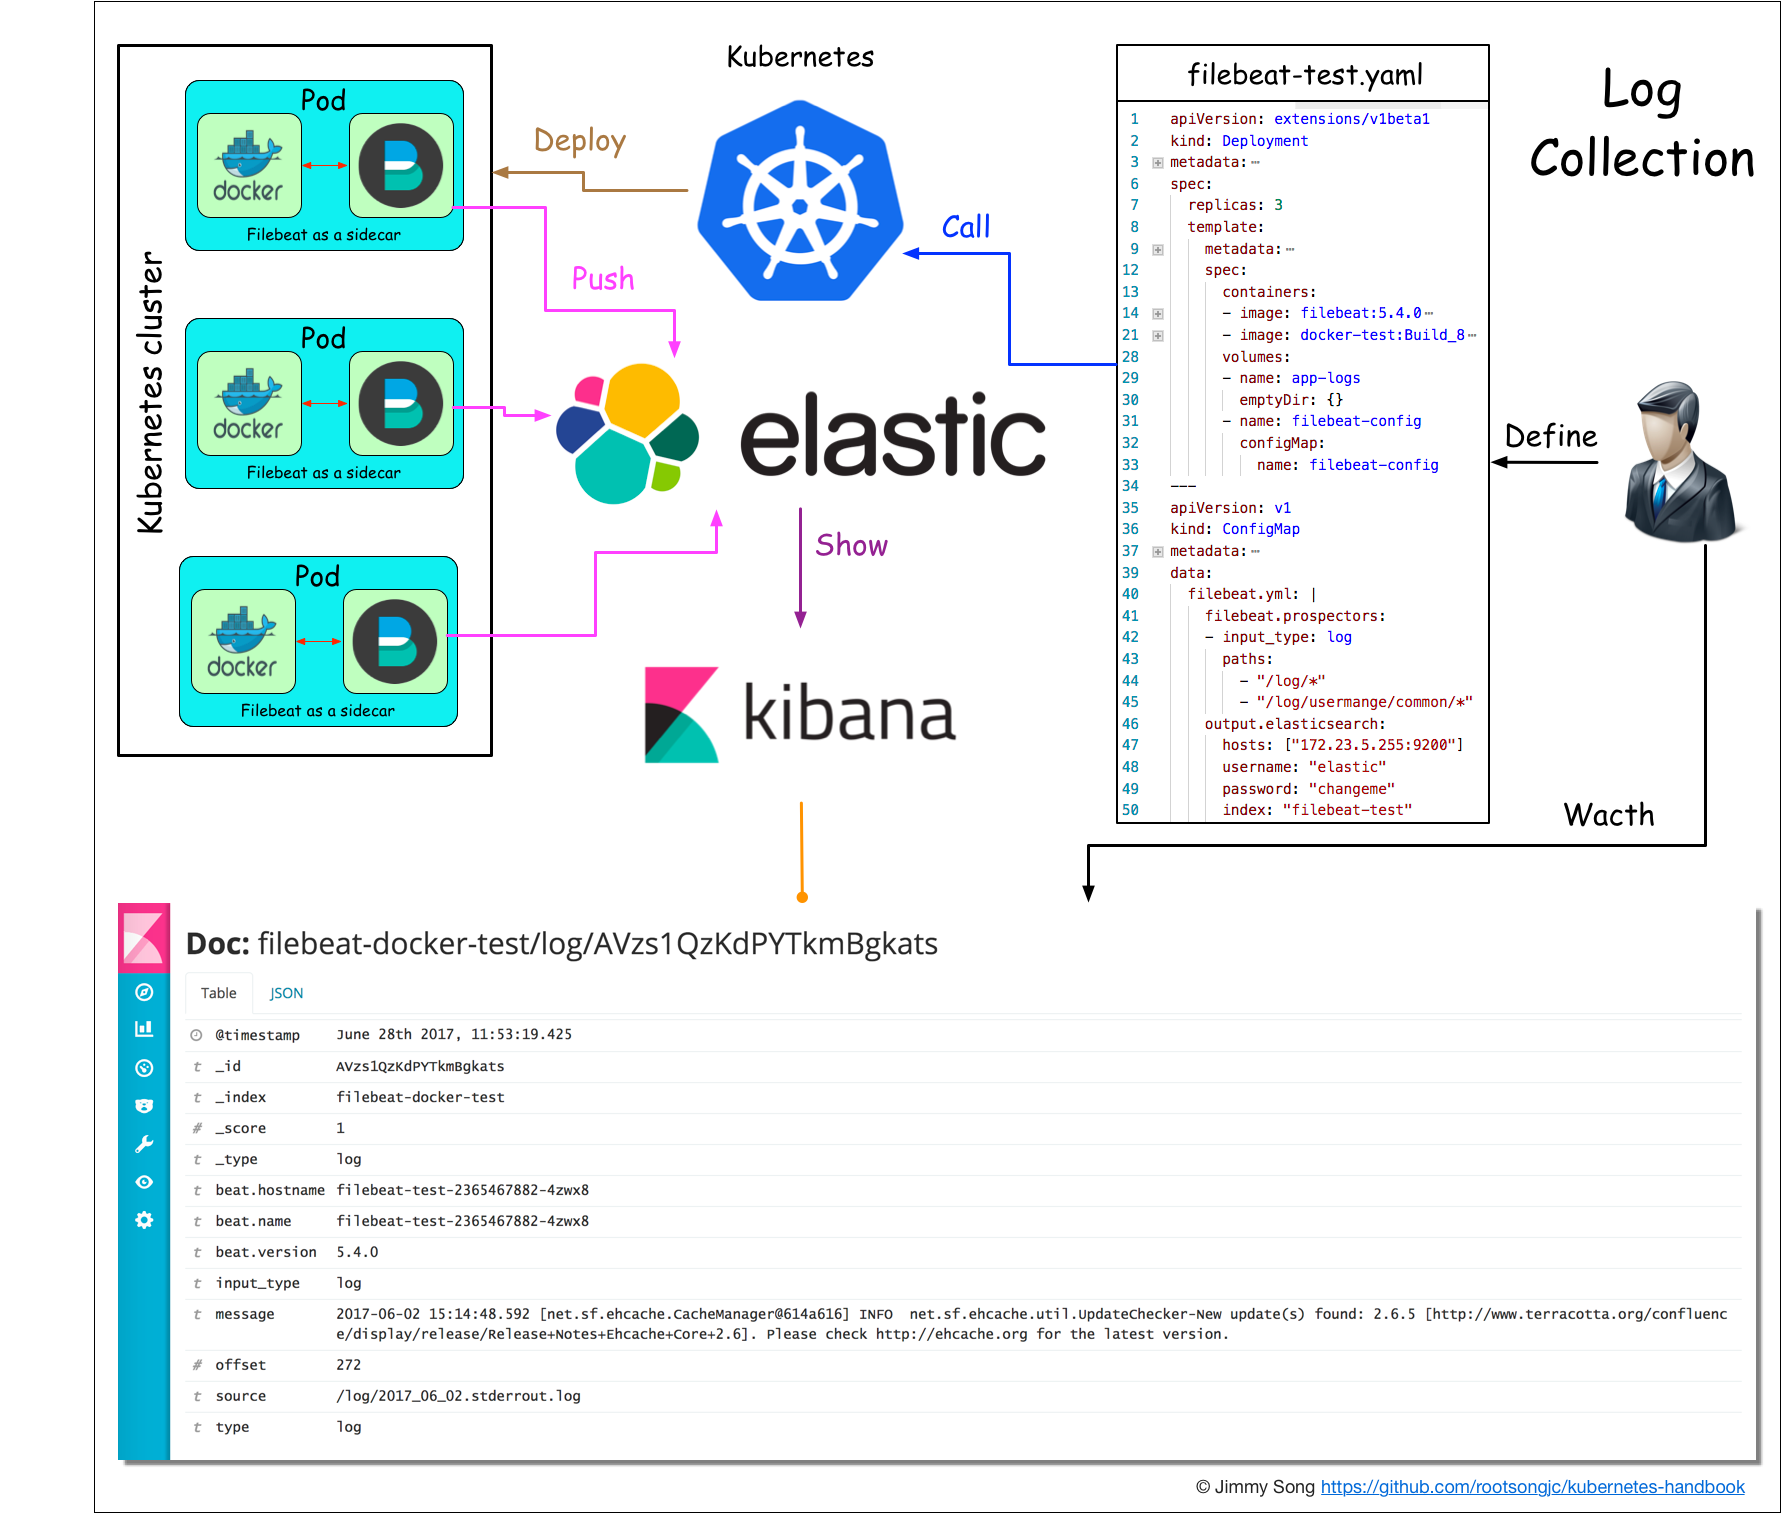 Kubernetes
Log
Collection
Kubernetes cluster
Pod
docker
Filebeat as a sidecar
Pod
docker
Filebeat as a sidecar
Pod
docker
Filebeat as a sidecar
Deploy
Push
Call
elastic
Show
kibana
Define
Wacth
filebeat-test.yaml
1 apiVersion: extensions/v1beta1
2 kind: Deployment
3 metadata:…
6 spec:
7 replicas: 3
8 template:
9 metadata:…
12 spec:
13 containers:
14 - image: filebeat:5.4.0…
21 - image: docker-test:Build_8…
28 volumes:
29 - name: app-logs
30 emptyDir: {}
31 - name: filebeat-config
32 configMap:
33 name: filebeat-config
34 ---
35 apiVersion: v1
36 kind: ConfigMap
37 metadata:…
39 data:
40 filebeat.yml: |
41 filebeat.prospectors:
42 - input_type: log
43 paths:
44 - "/log/*"
45 - "/log/usermange/common/*"
46 output.elasticsearch:
47 hosts: ["172.23.5.255:9200"]
48 username: "elastic"
49 password: "changeme"
50 index: "filebeat-test"
Doc: filebeat-docker-test/log/AVzs1QzKdPYTkmBgkats
Table JSON
@timestamp June 28th 2017, 11:53:19.425
t _id AVzs1QzKdPYTkmBgkats
t _index filebeat-docker-test
# _score 1
t _type log
t beat.hostname filebeat-test-2365467882-4zwx8
t beat.name filebeat-test-2365467882-4zwx8
t beat.version 5.4.0
t input_type log
t message 2017-06-02 15:14:48.592 [net.sf.ehcache.CacheManager@614a616] INFO  net.sf.ehcache.util.UpdateChecker-New update(s) found: 2.6.5 [http://www.terracotta.org/confluenc
e/display/release/Release+Notes+Ehcache+Core+2.6]. Please check http://ehcache.org for the latest version.
# offset 272
t source /log/2017_06_02.stderrout.log
t type log
© Jimmy Song https://github.com/rootsongjc/kubernetes-handbook